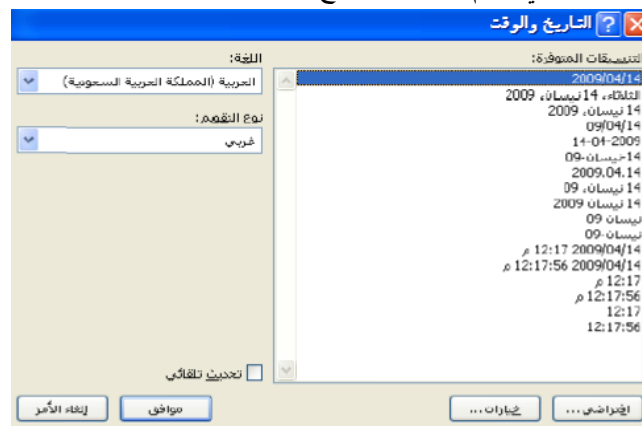 التاريخ والوقت
التنسيقات المتوفرة:
2009/04/14
الثلاثاء، 14 نيسان، 2009
14 نيسان، 2009
09/04/14
14-04-2009
14-نيسان-09
2009.04.14
14 نيسان، 09
14 نيسان 2009
نيسان 09
نيسان-09
2009/04/14 12:17 م
2009/04/14 12:17:56 م
12:17 م
12:17:56 م
12:17
12:17:56
اللغة:
العربية (المملكة العربية السعودية)
نوع التقويم:
غربي
تحديث تلقائي
افتراضي...
خيارات...
موافق
إلغاء الأمر